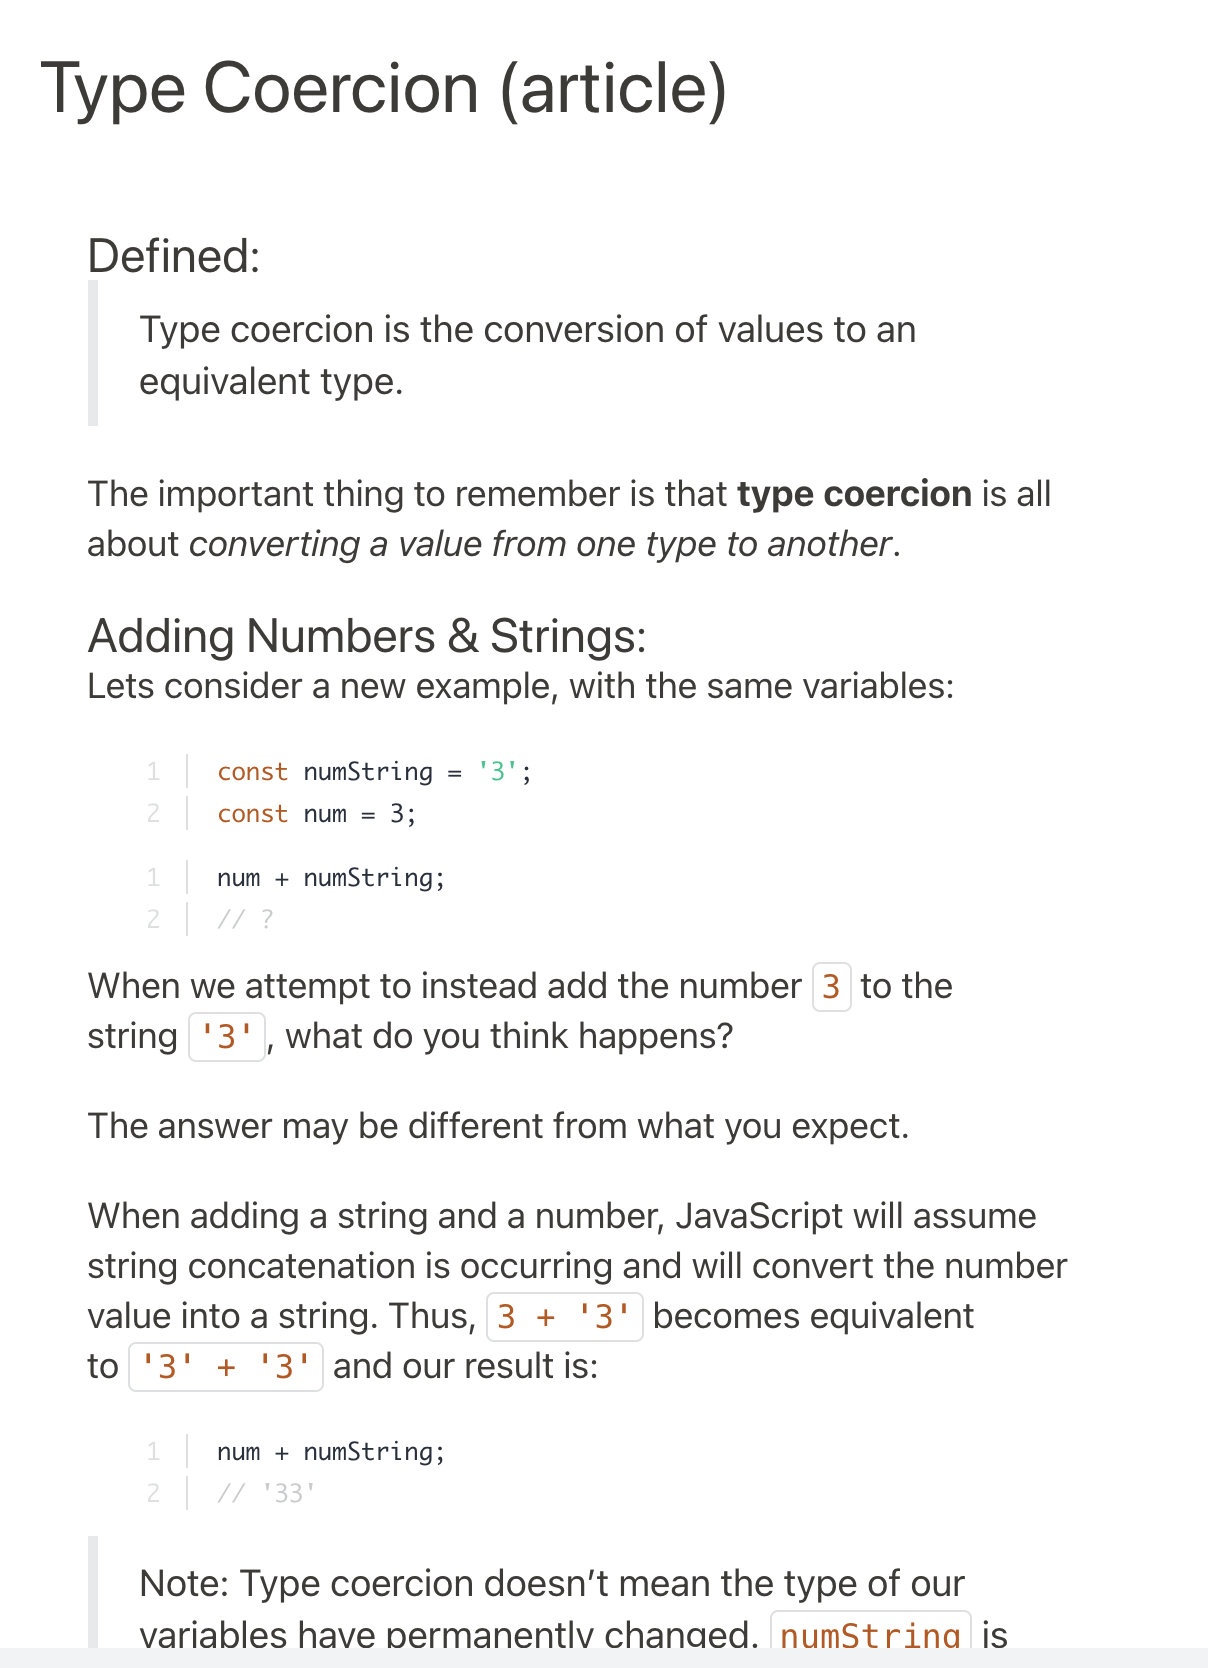 Type Coercion (article)
Defined:
Type coercion is the conversion of values to an
equivalent type.
The important thing to remember is that type coercion is all
about converting a value from one type to another.
Adding Numbers & Strings:
Lets consider a new example, with the same variables:
1 const numString = '3';
2 const num = 3;
1 num + numString;
2 // ?
When we attempt to instead add the number 3 to the
string '3', what do you think happens?
The answer may be different from what you expect.
When adding a string and a number, JavaScript will assume
string concatenation is occurring and will convert the number
value into a string. Thus, 3 + '3' becomes equivalent
to '3' + '3' and our result is:
1 num + numString;
2 // '33'
Note: Type coercion doesn’t mean the type of our
variables have permanently changed. numString is